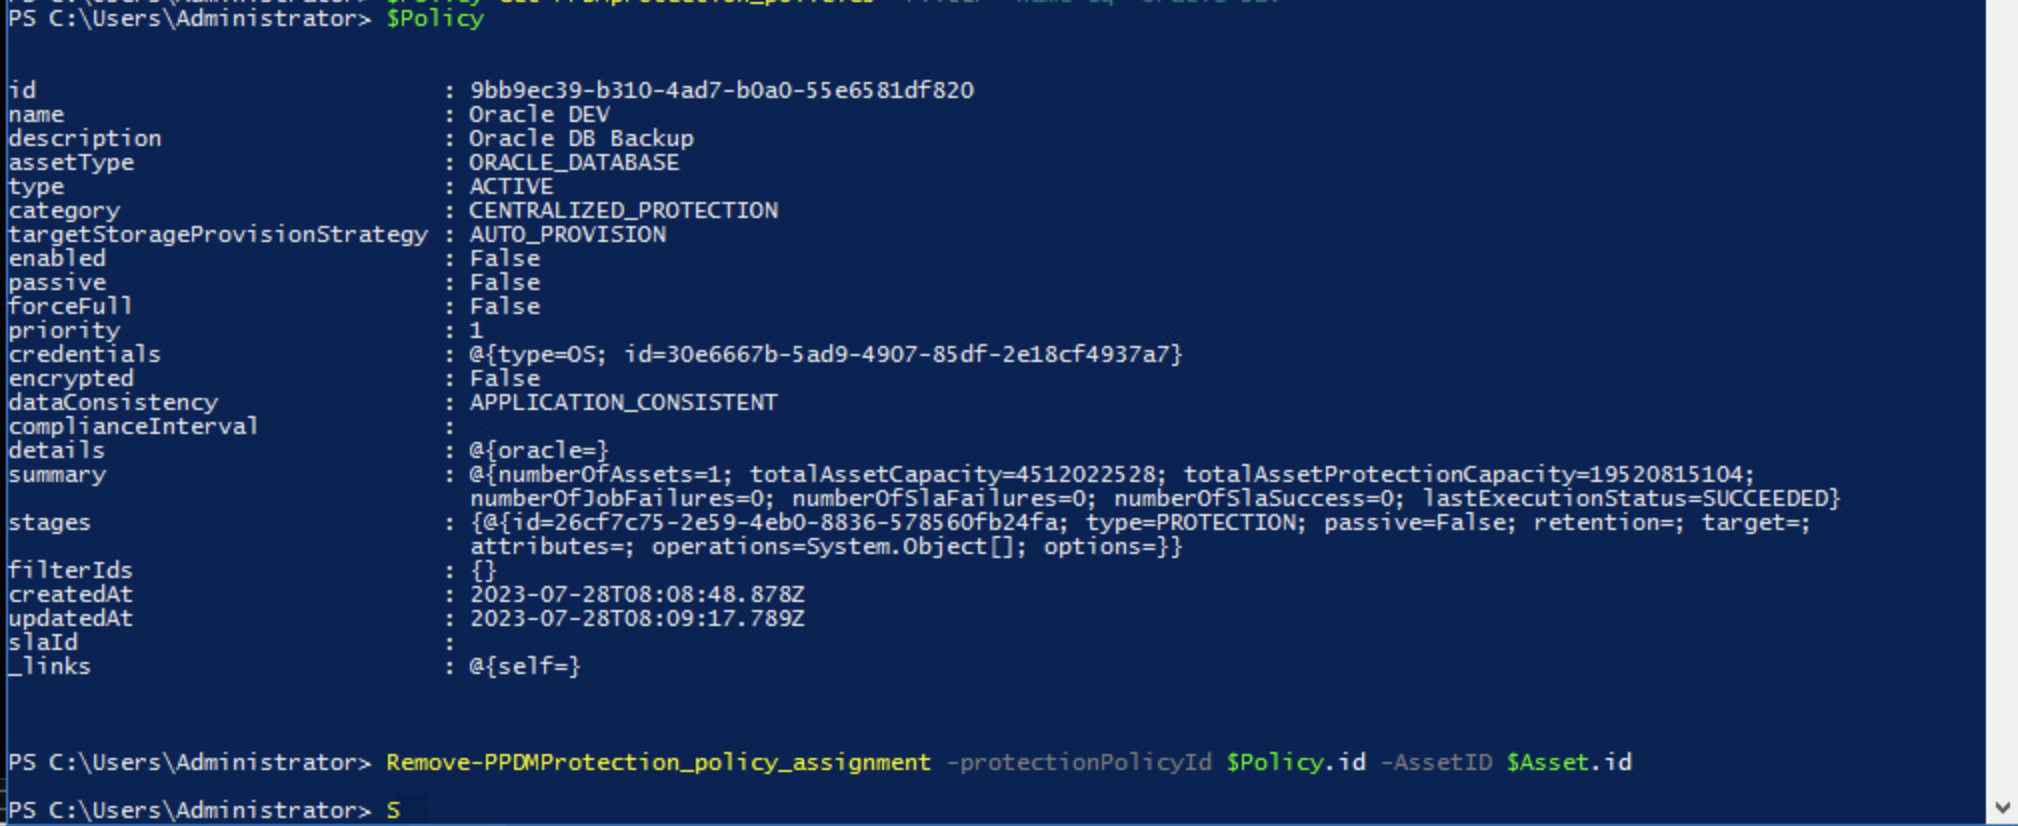 PS C:\Users\Administrator> $Policy
id : 9bb9ec39-b310-4ad7-b0a0-55e6581df820
name : Oracle DEV
description : Oracle DB Backup
assetType : ORACLE_DATABASE
type : ACTIVE
category : CENTRALIZED_PROTECTION
targetStorageProvisionStrategy : AUTO_PROVISION
enabled : False
passive : False
forceFull : False
priority : 1
credentials : @{type=OS; id=30e6667b-5ad9-4907-85df-2e18cf4937a7}
encrypted : False
dataConsistency : APPLICATION_CONSISTENT
complianceInterval :
details : @{oracle=}
summary : @{numberOfAssets=1; totalAssetCapacity=4512022528; totalAssetProtectionCapacity=19520815104;
numberOfJobFailures=0; numberOfSlaFailures=0; numberOfSlaSuccess=0; lastExecutionStatus=SUCCEEDED}
stages : {@{id=26cf7c75-2e59-4eb0-8836-578560fb24fa; type=PROTECTION; passive=False; retention=; target=;
attributes=; operations=System.Object[]; options=}}
filterIds : {}
createdAt : 2023-07-28T08:08:48.878Z
updatedAt : 2023-07-28T08:09:17.789Z
slaId :
_links : @{self=}
PS C:\Users\Administrator> Remove-PPDMProtection_policy_assignment -protectionPolicyId $Policy.id -AssetID $Asset.id
PS C:\Users\Administrator> S